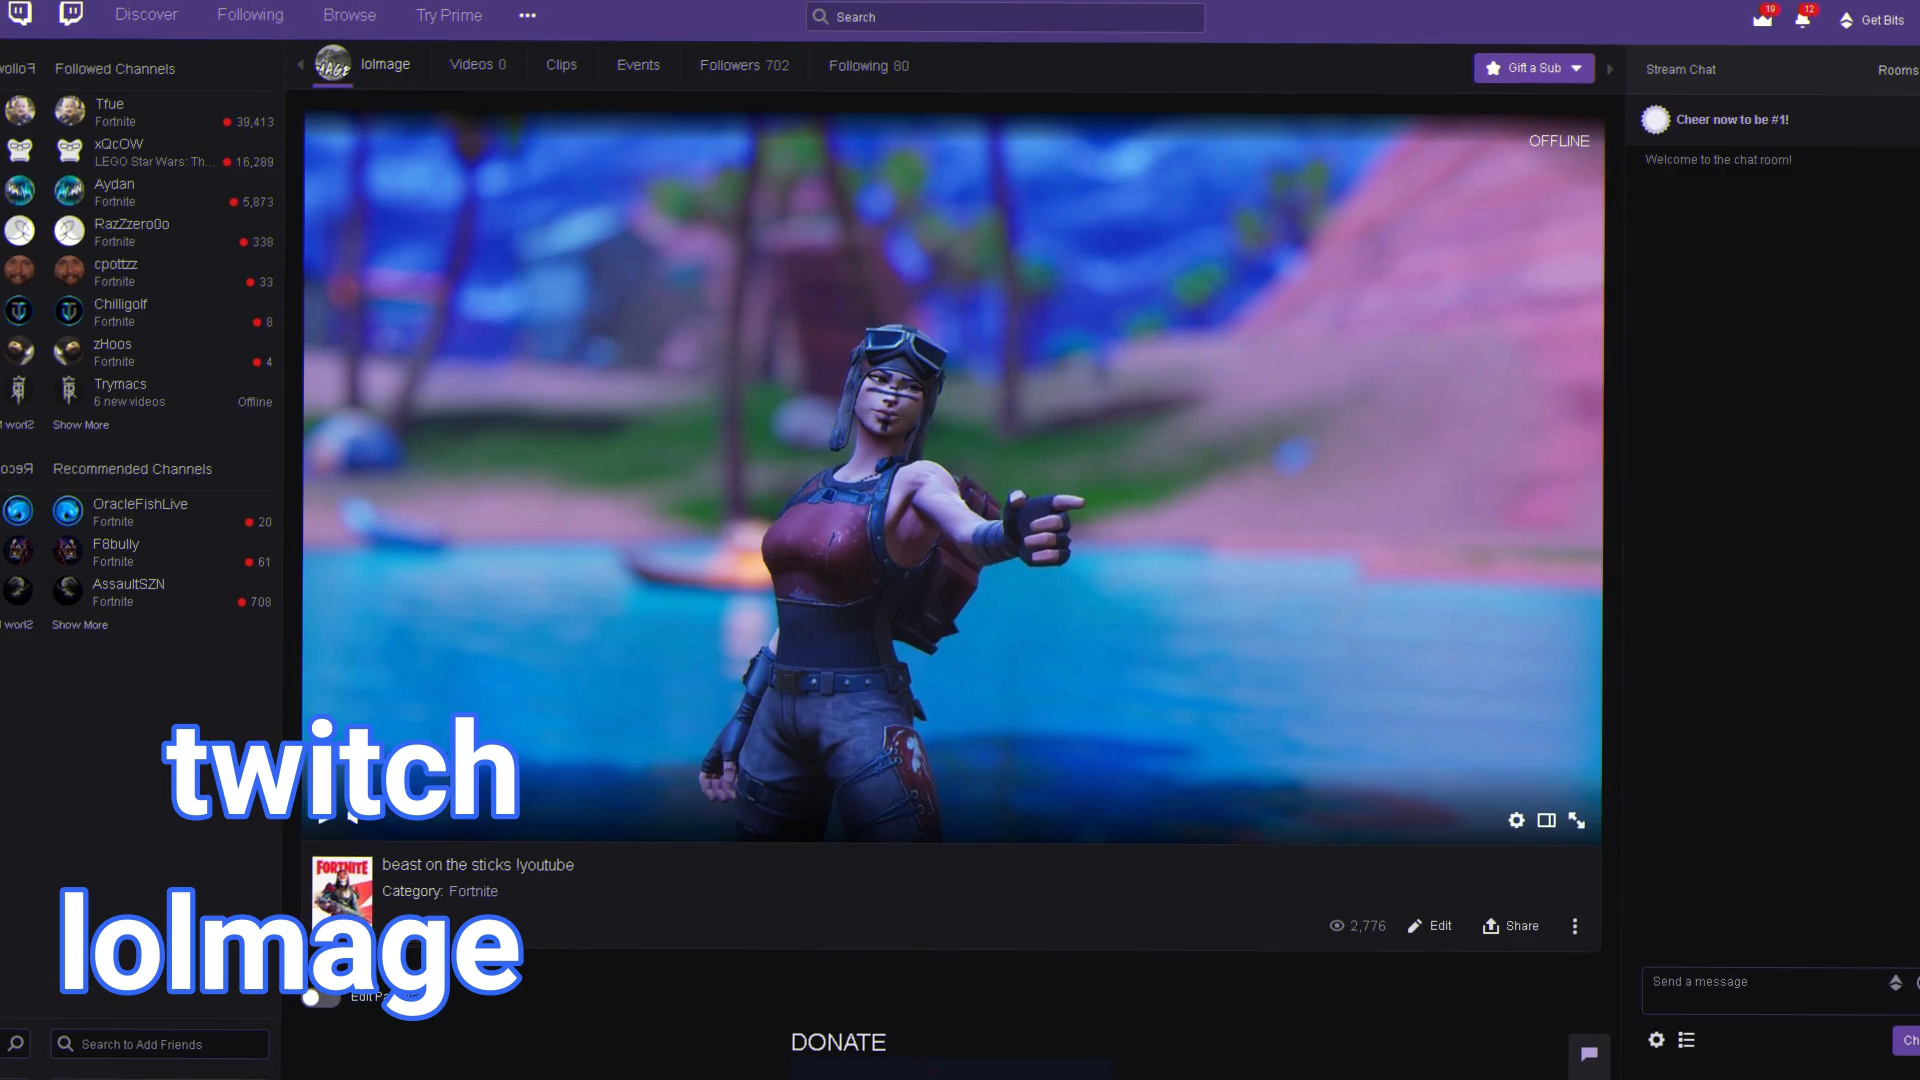 Discover Following Browse Try Prime
Search
19
12
Get Bits
Followed Channels
lolmage
Videos 0
Clips
Events
Followers 702
Following 80
Gift a Sub
Stream Chat
Rooms
Tfue
Fortnite
39,413
xQcOW
LEGO Star Wars: Th...
16,289
Aydan
Fortnite
5,873
RazZzero0o
Fortnite
338
cpottzz
Fortnite
33
Chilligolf
Fortnite
8
zHoos
Fortnite
4
Trymacs
6 new videos
Offline
Show More
Recommended Channels
OracleFishLive
Fortnite
20
F8bully
Fortnite
61
AssaultSZN
Fortnite
708
Show More
Search to Add Friends
OFFLINE
FORTNITE
beast on the sticks !youtube
Category: Fortnite
2,776
Edit
Share
Edit
DONATE
Cheer now to be #1!
Welcome to the chat room!
Send a message
twitch
lolmage